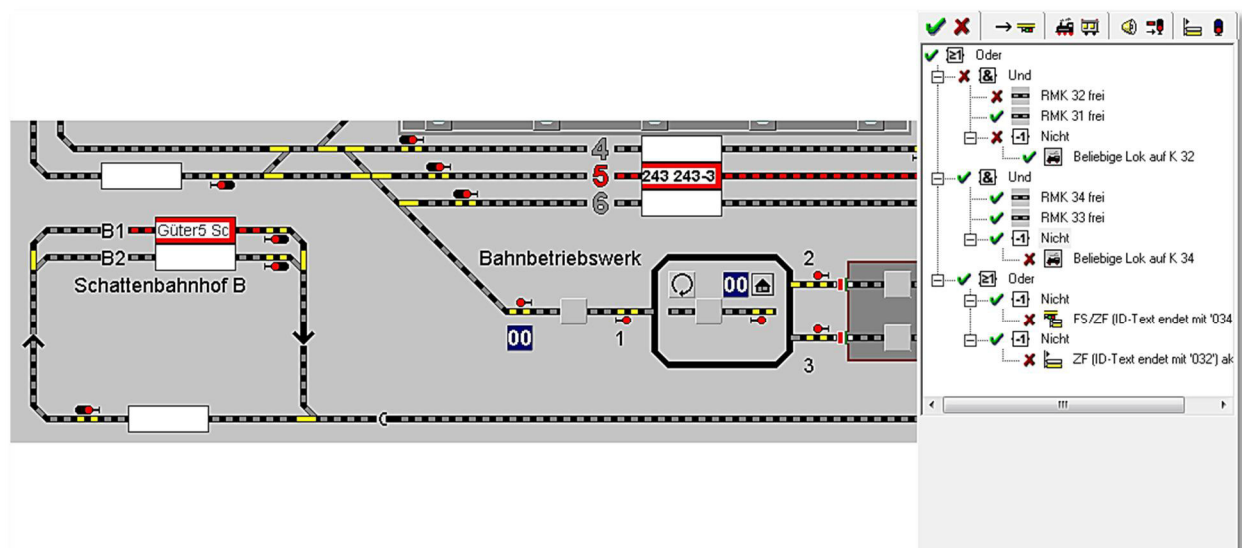 4
5
243 243-3
6
B1
Güter5 Sc
B2
Schattenbahnhof B
Bahnbetriebswerk
00
00
1
2
3
Oder
Und
RMK 32 frei
RMK 31 frei
Nicht
Beliebige Lok auf K 32
Und
RMK 34 frei
RMK 33 frei
Nicht
Beliebige Lok auf K 34
Oder
Nicht
FS/ZF (ID-Text endet mit '034
Nicht
ZF (ID-Text endet mit '032') ak